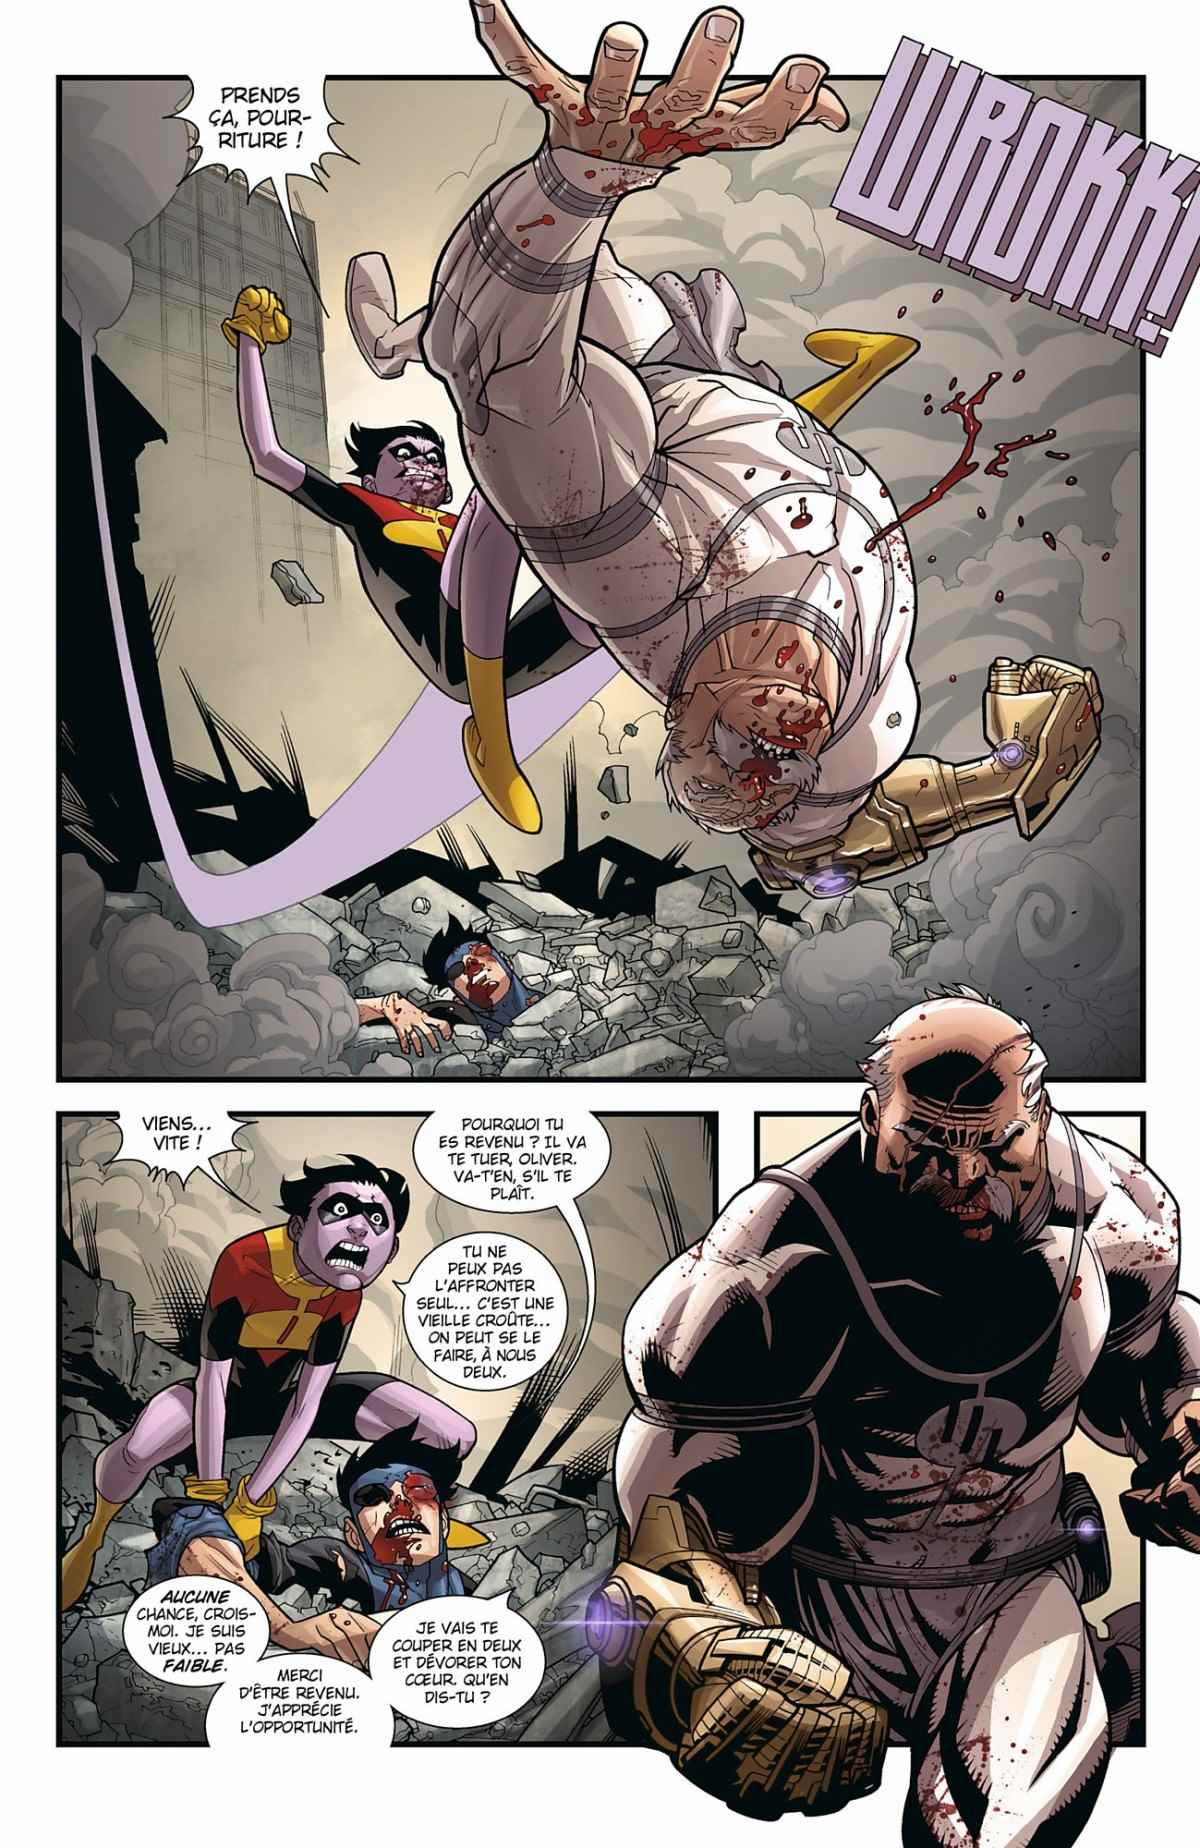 PRENDS
ÇA, POUR-
RITURE !
WROKK!
VIENS...
VITE !
POURQUOI TU
ES REVENU ? IL VA
TE TUER, OLIVER.
VA-T'EN, S'IL TE
PLAÎT.
TU NE
PEUX PAS
L'AFFRONTER
SEUL... C'EST UNE
VIEILLE CROÛTE...
ON PEUT SE LE
FAIRE, À NOUS
DEUX.
AUCUNE
CHANCE, CROIS-
MOI. JE SUIS
VIEUX... PAS
FAIBLE.
MERCI
D'ÊTRE REVENU.
J'APPRÉCIE
L'OPPORTUNITÉ.
JE VAIS TE
COUPER EN DEUX
ET DÉVORER TON
CŒUR. QU'EN
DIS-TU ?